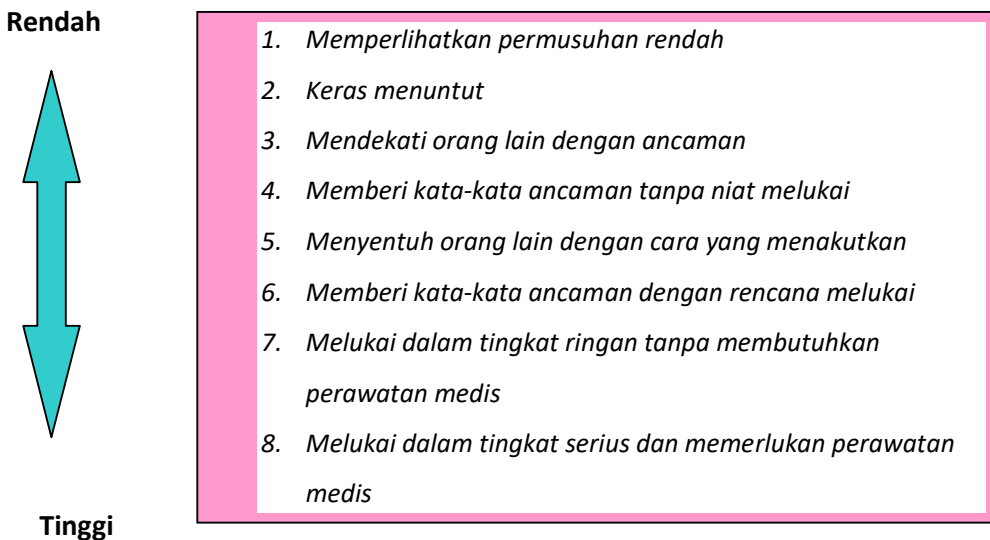 Rendah
1. Memperlihatkan permusuhan rendah
2. Keras menuntut
3. Mendekati orang lain dengan ancaman
4. Memberi kata-kata ancaman tanpa niat melukai
5. Menyentuh orang lain dengan cara yang menakutkan
6. Memberi kata-kata ancaman dengan rencana melukai
7. Melukai dalam tingkat ringan tanpa membutuhkan
perawatan medis
8. Melukai dalam tingkat serius dan memerlukan perawatan
medis
Tinggi